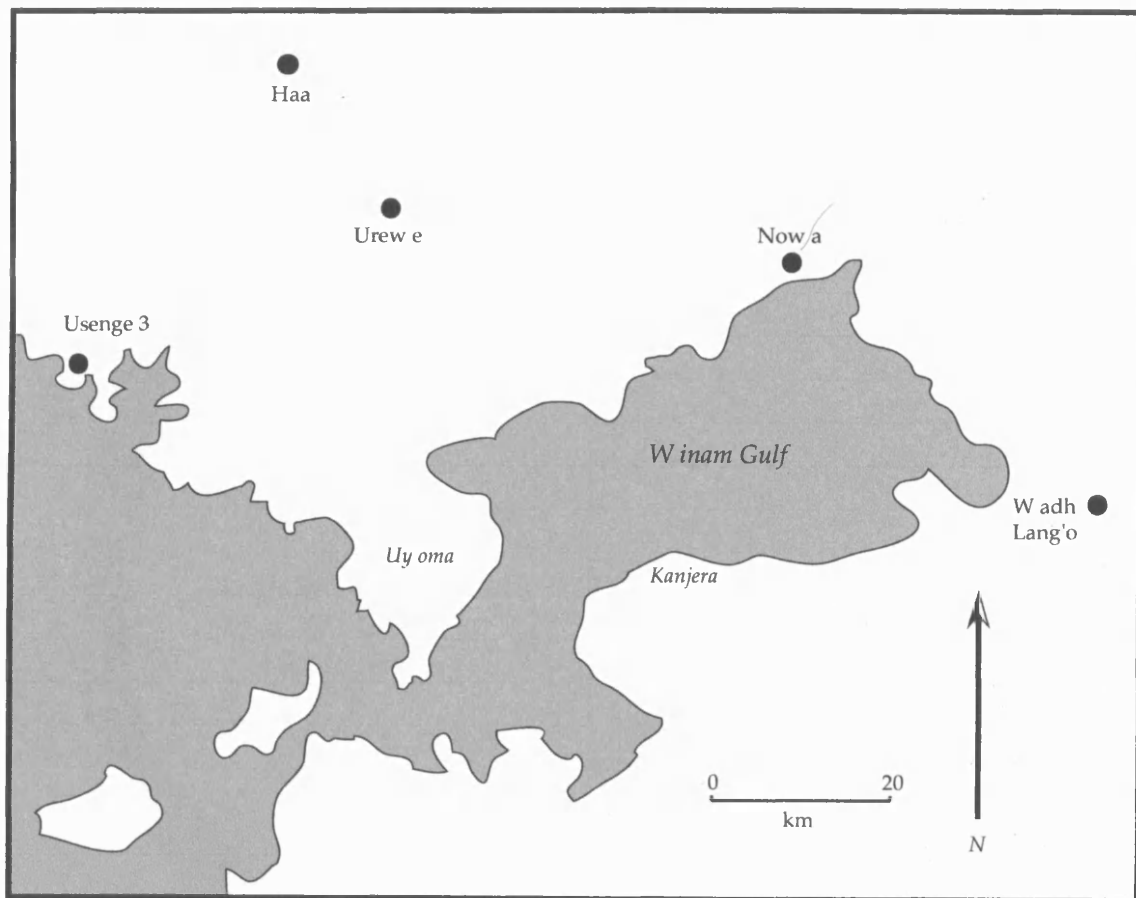 Haa
Urew e
Now a
Usenge 3
W inam Gulf
W adh
Lang'o
Uy oma
Kanjera
0 20
km
N